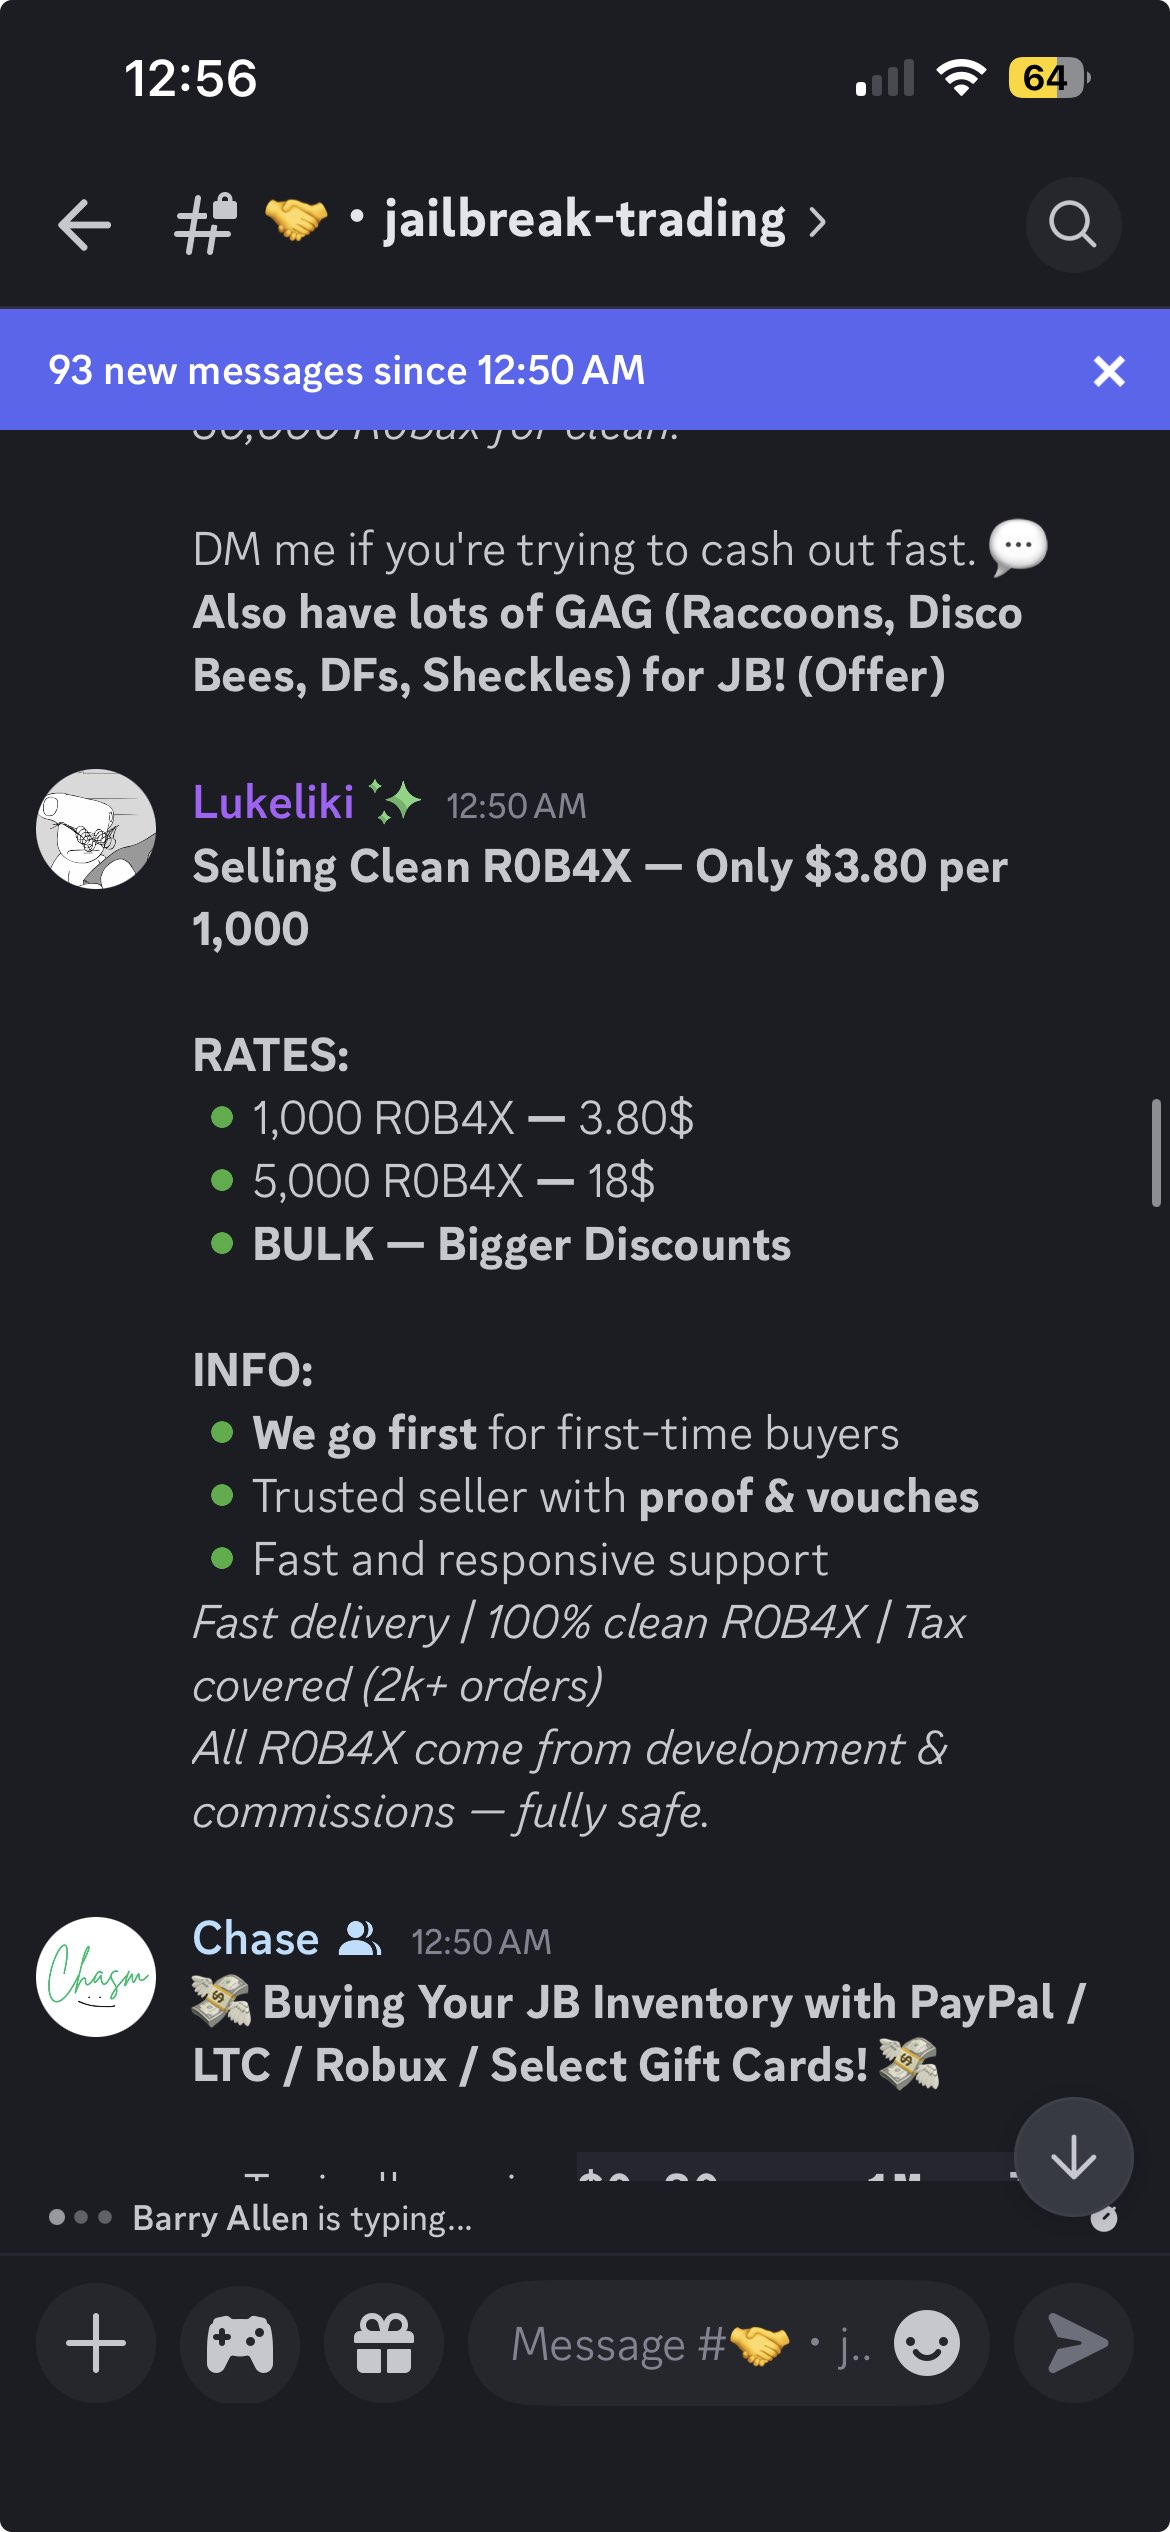 12:56
64
🤝 • jailbreak-trading
93 new messages since 12:50 AM
DM me if you're trying to cash out fast. 💬
Also have lots of GAG (Raccoons, Disco
Bees, DFs, Sheckles) for JB! (Offer)
Lukeliki 12:50 AM
Selling Clean R0B4X — Only $3.80 per
1,000
RATES:
● 1,000 R0B4X — 3.80$
● 5,000 R0B4X — 18$
● BULK — Bigger Discounts
INFO:
● We go first for first-time buyers
● Trusted seller with proof & vouches
● Fast and responsive support
Fast delivery | 100% clean R0B4X | Tax
covered (2k+ orders)
All R0B4X come from development &
commissions — fully safe.
Chasm
Chase 12:50 AM
💸 Buying Your JB Inventory with PayPal /
LTC / Robux / Select Gift Cards! 💸
Barry Allen is typing...
Message #🤝 • j..